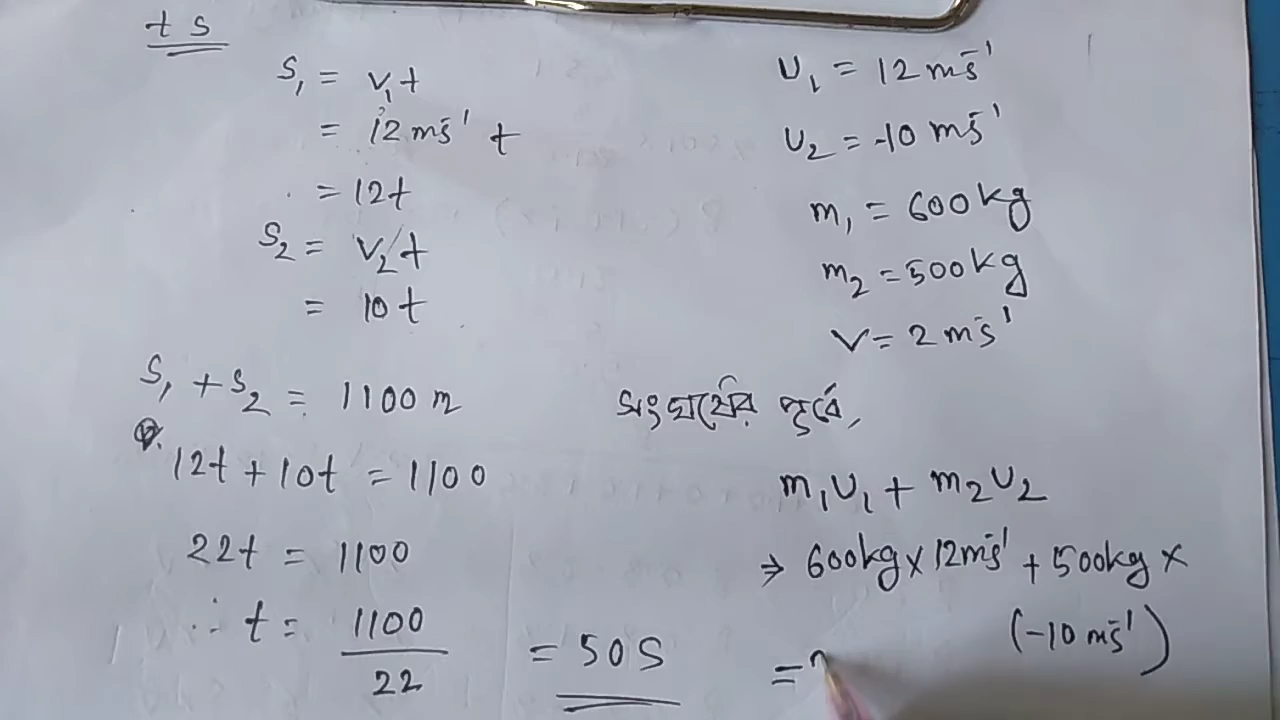 t s
S₁ = v₁t
= 12 ms⁻¹ t
= 12t
S₂ = v₂t
= 10t
S₁ + S₂ = 1100 m
12t + 10t = 1100
22t = 1100
∴ t = 1100/22 = 50 s
u₁ = 12 ms⁻¹
u₂ = -10 ms⁻¹
m₁ = 600 kg
m₂ = 500 kg
v = 2 ms⁻¹
সংঘর্ষের পূর্বে,
m₁u₁ + m₂u₂
⇒ 600kg × 12ms⁻¹ + 500kg ×
(-10 ms⁻¹)
=